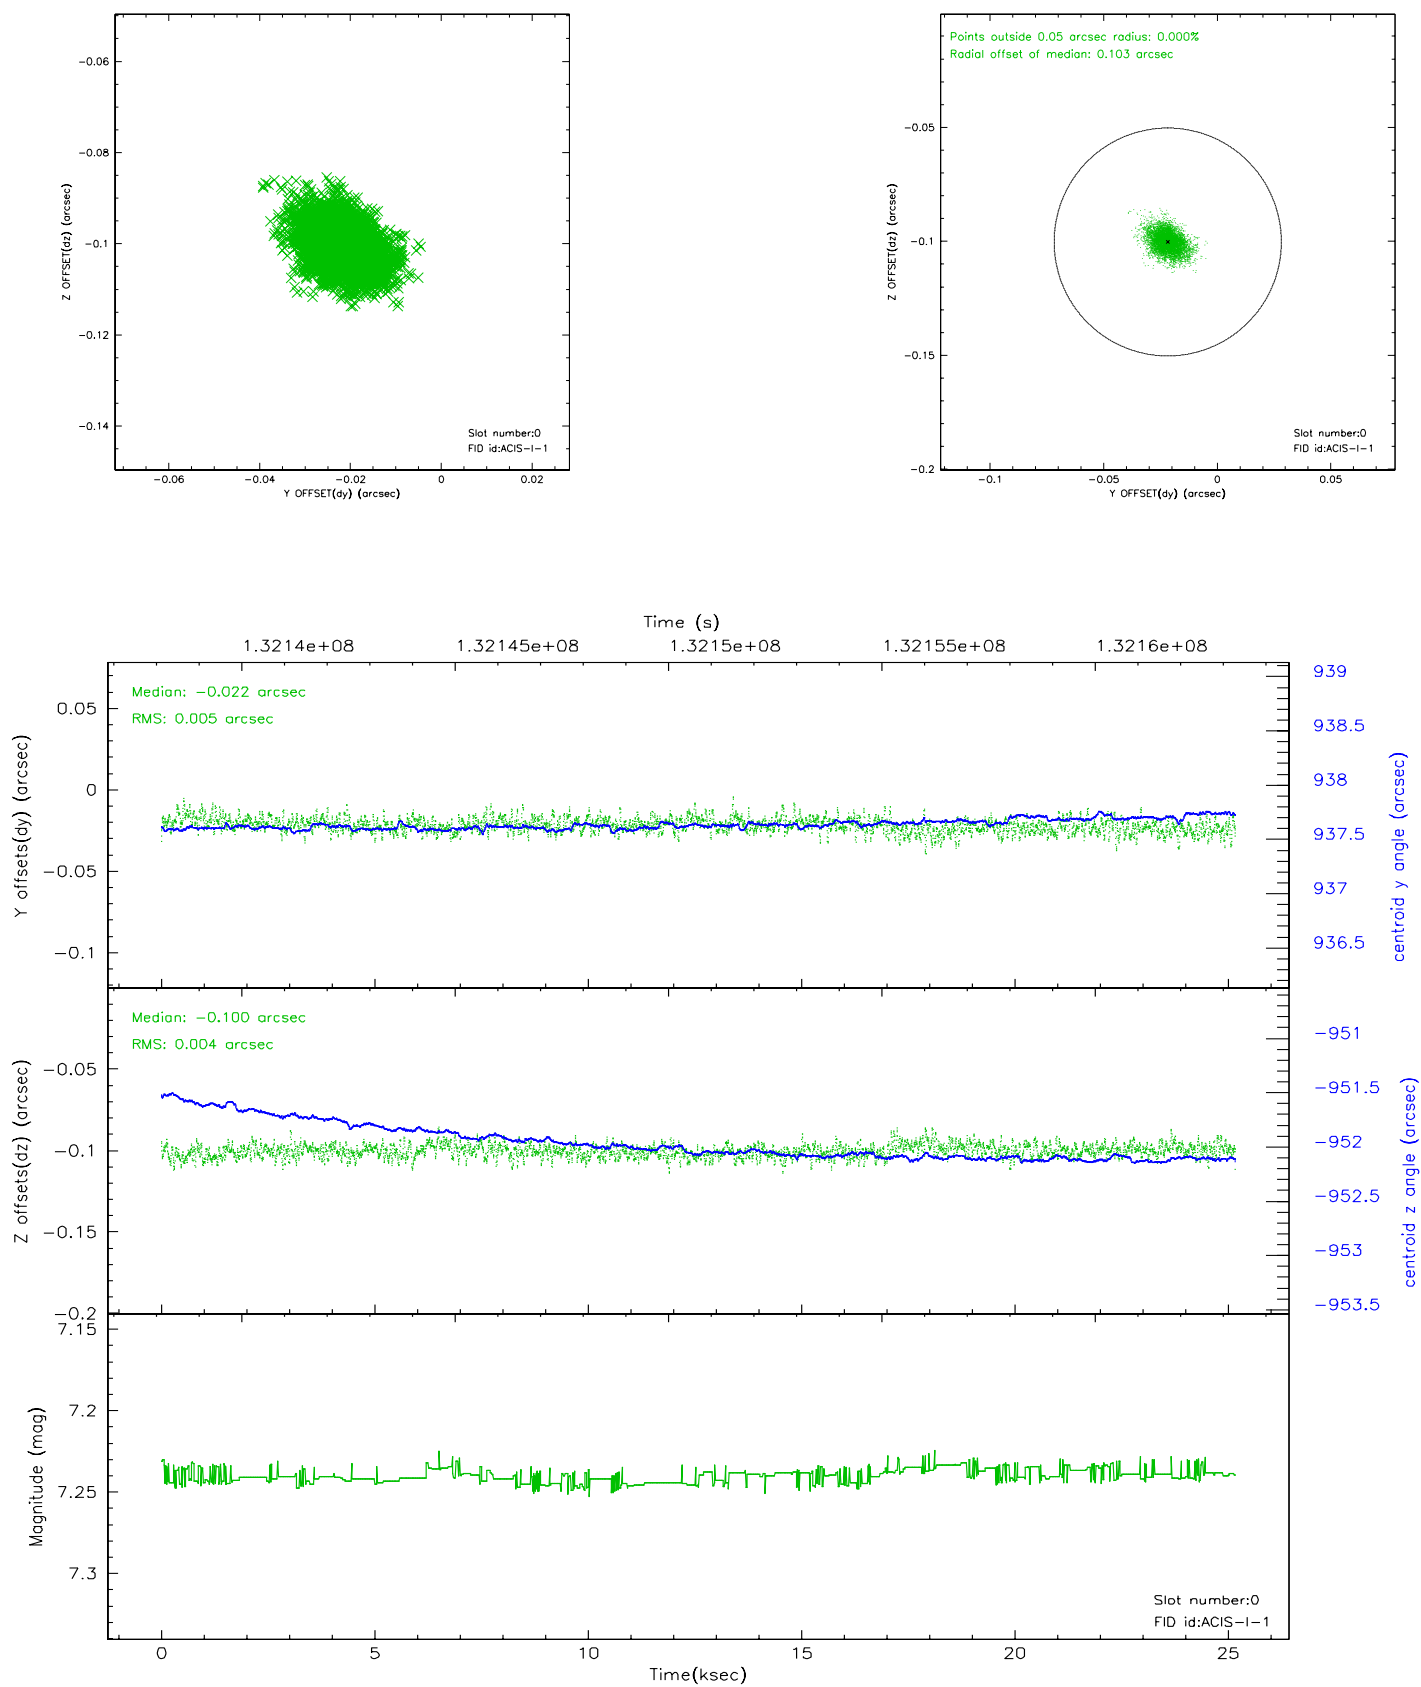 −0.06
−0.08
−0.1
−0.12
−0.14
Z OFFSET(dz) (arcsec)
Slot number:0
FID id:ACIS−I−1
−0.06 −0.04 −0.02 0 0.02
Y OFFSET(dy) (arcsec)
Points outside 0.05 arcsec radius: 0.000%
Radial offset of median: 0.103 arcsec
−0.05
−0.1
−0.15
−0.2
Z OFFSET(dz) (arcsec)
Slot number:0
FID id:ACIS−I−1
−0.1 −0.05 0 0.05
Y OFFSET(dy) (arcsec)
Time (s)
1.3214e+08 1.32145e+08 1.3215e+08 1.32155e+08 1.3216e+08
Median: −0.022 arcsec
RMS: 0.005 arcsec
0.05
0
−0.05
−0.1
Y offsets(dy) (arcsec)
939
938.5
938
937.5
937
936.5
centroid y angle (arcsec)
Median: −0.100 arcsec
RMS: 0.004 arcsec
−0.05
−0.1
−0.15
−0.2
Z offsets(dz) (arcsec)
−951
−951.5
−952
−952.5
−953
−953.5
centroid z angle (arcsec)
7.15
7.2
7.25
7.3
Magnitude (mag)
Slot number:0
FID id:ACIS−I−1
0 5 10 15 20 25
Time(ksec)